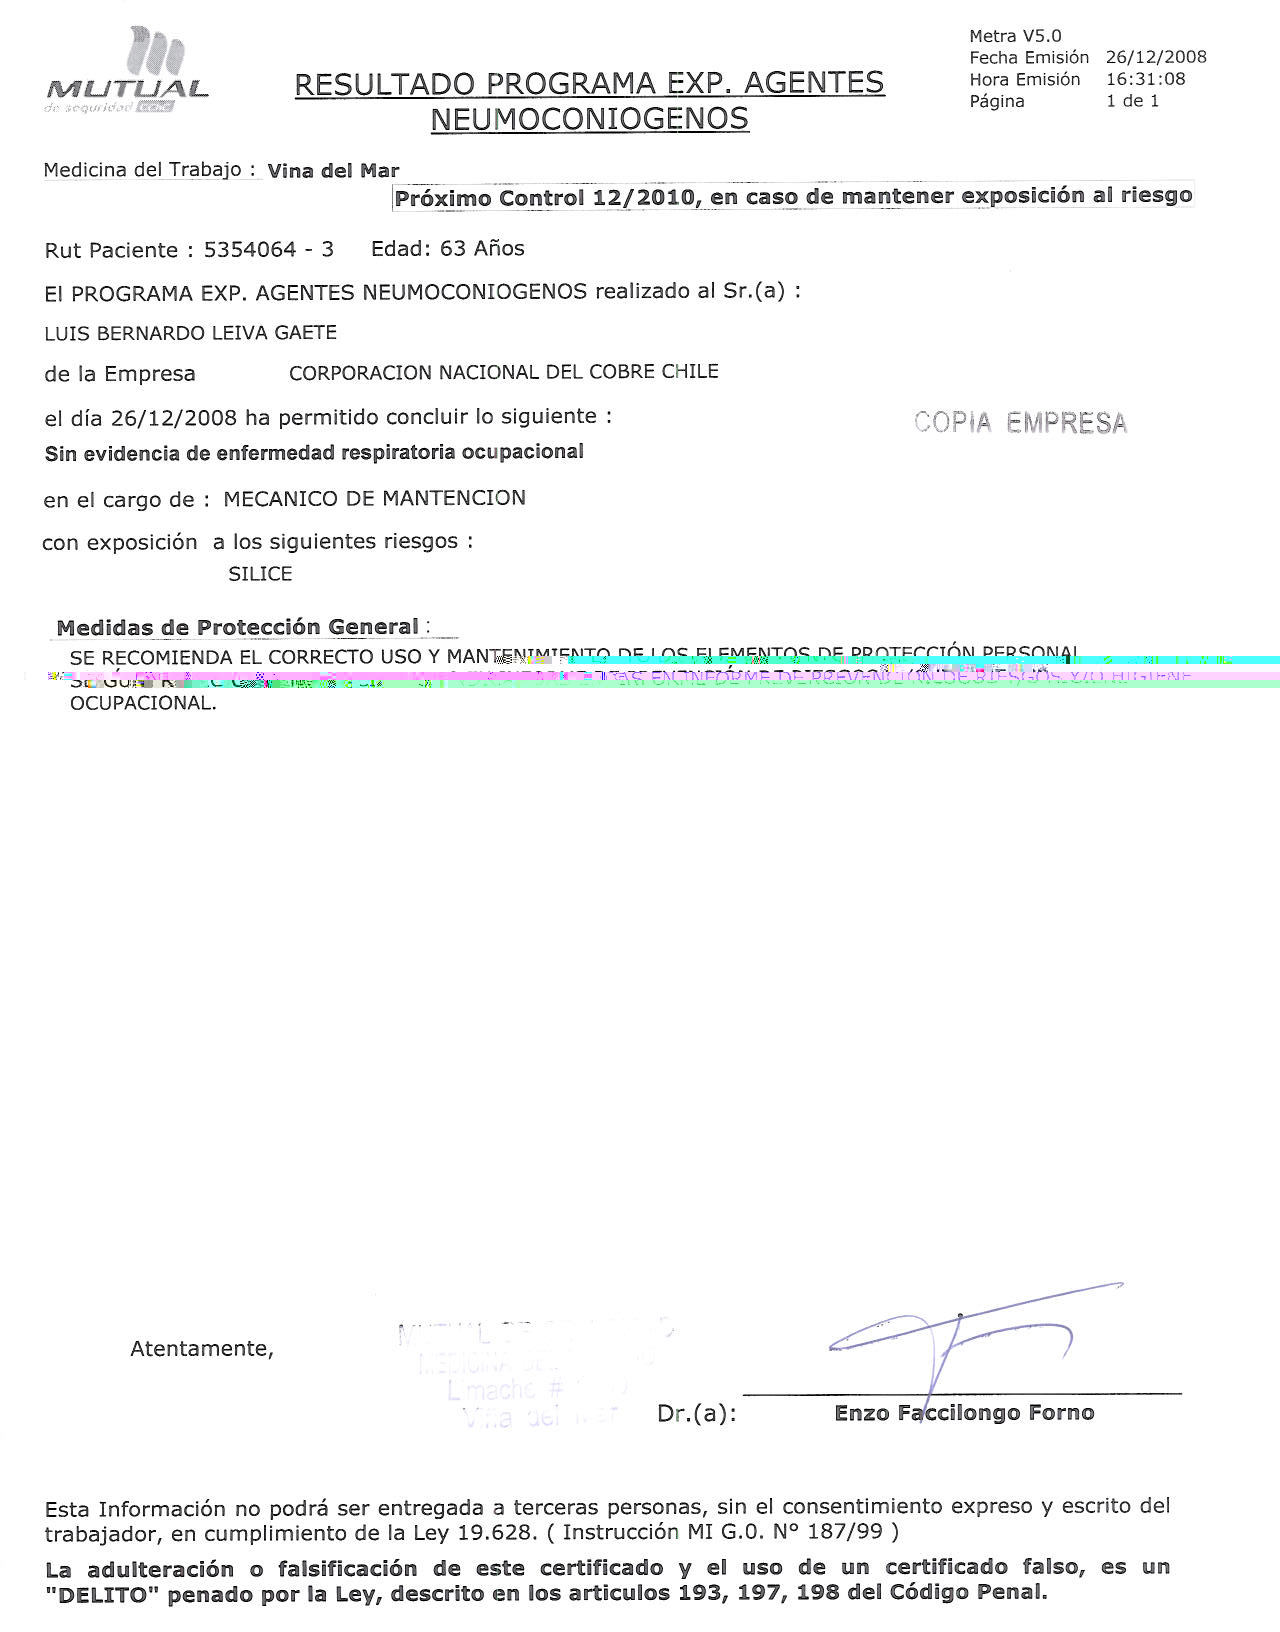 MUTUAL
de seguridad CChC
RESULTADO PROGRAMA EXP. AGENTES
NEUMOCONIOGENOS
Metra V5.0
Fecha Emisión 26/12/2008
Hora Emisión 16:31:08
Página 1 de 1
Medicina del Trabajo : Vina del Mar
Próximo Control 12/2010, en caso de mantener exposición al riesgo
Rut Paciente : 5354064 - 3 Edad: 63 Años
El PROGRAMA EXP. AGENTES NEUMOCONIOGENOS realizado al Sr.(a) :
LUIS BERNARDO LEIVA GAETE
de la Empresa CORPORACION NACIONAL DEL COBRE CHILE
el día 26/12/2008 ha permitido concluir lo siguiente :
COPIA EMPRESA
Sin evidencia de enfermedad respiratoria ocupacional
en el cargo de : MECANICO DE MANTENCION
con exposición a los siguientes riesgos :
SILICE
Medidas de Protección General :
SE RECOMIENDA EL CORRECTO USO Y MANTENIMIENTO DE LOS ELEMENTOS DE PROTECCIÓN PERSONAL
SEGÚN EN INFORME DE PREVENCION DE RIESGOS Y/O HIGIENE
OCUPACIONAL.
Atentamente,
MUTUAL DE
MEDICINA DEL
Limache #
Viña del Mar
Dr.(a): Enzo Faccilongo Forno
Esta Información no podrá ser entregada a terceras personas, sin el consentimiento expreso y escrito del
trabajador, en cumplimiento de la Ley 19.628. ( Instrucción MI G.0. N° 187/99 )
La adulteración o falsificación de este certificado y el uso de un certificado falso, es un
"DELITO" penado por la Ley, descrito en los articulos 193, 197, 198 del Código Penal.